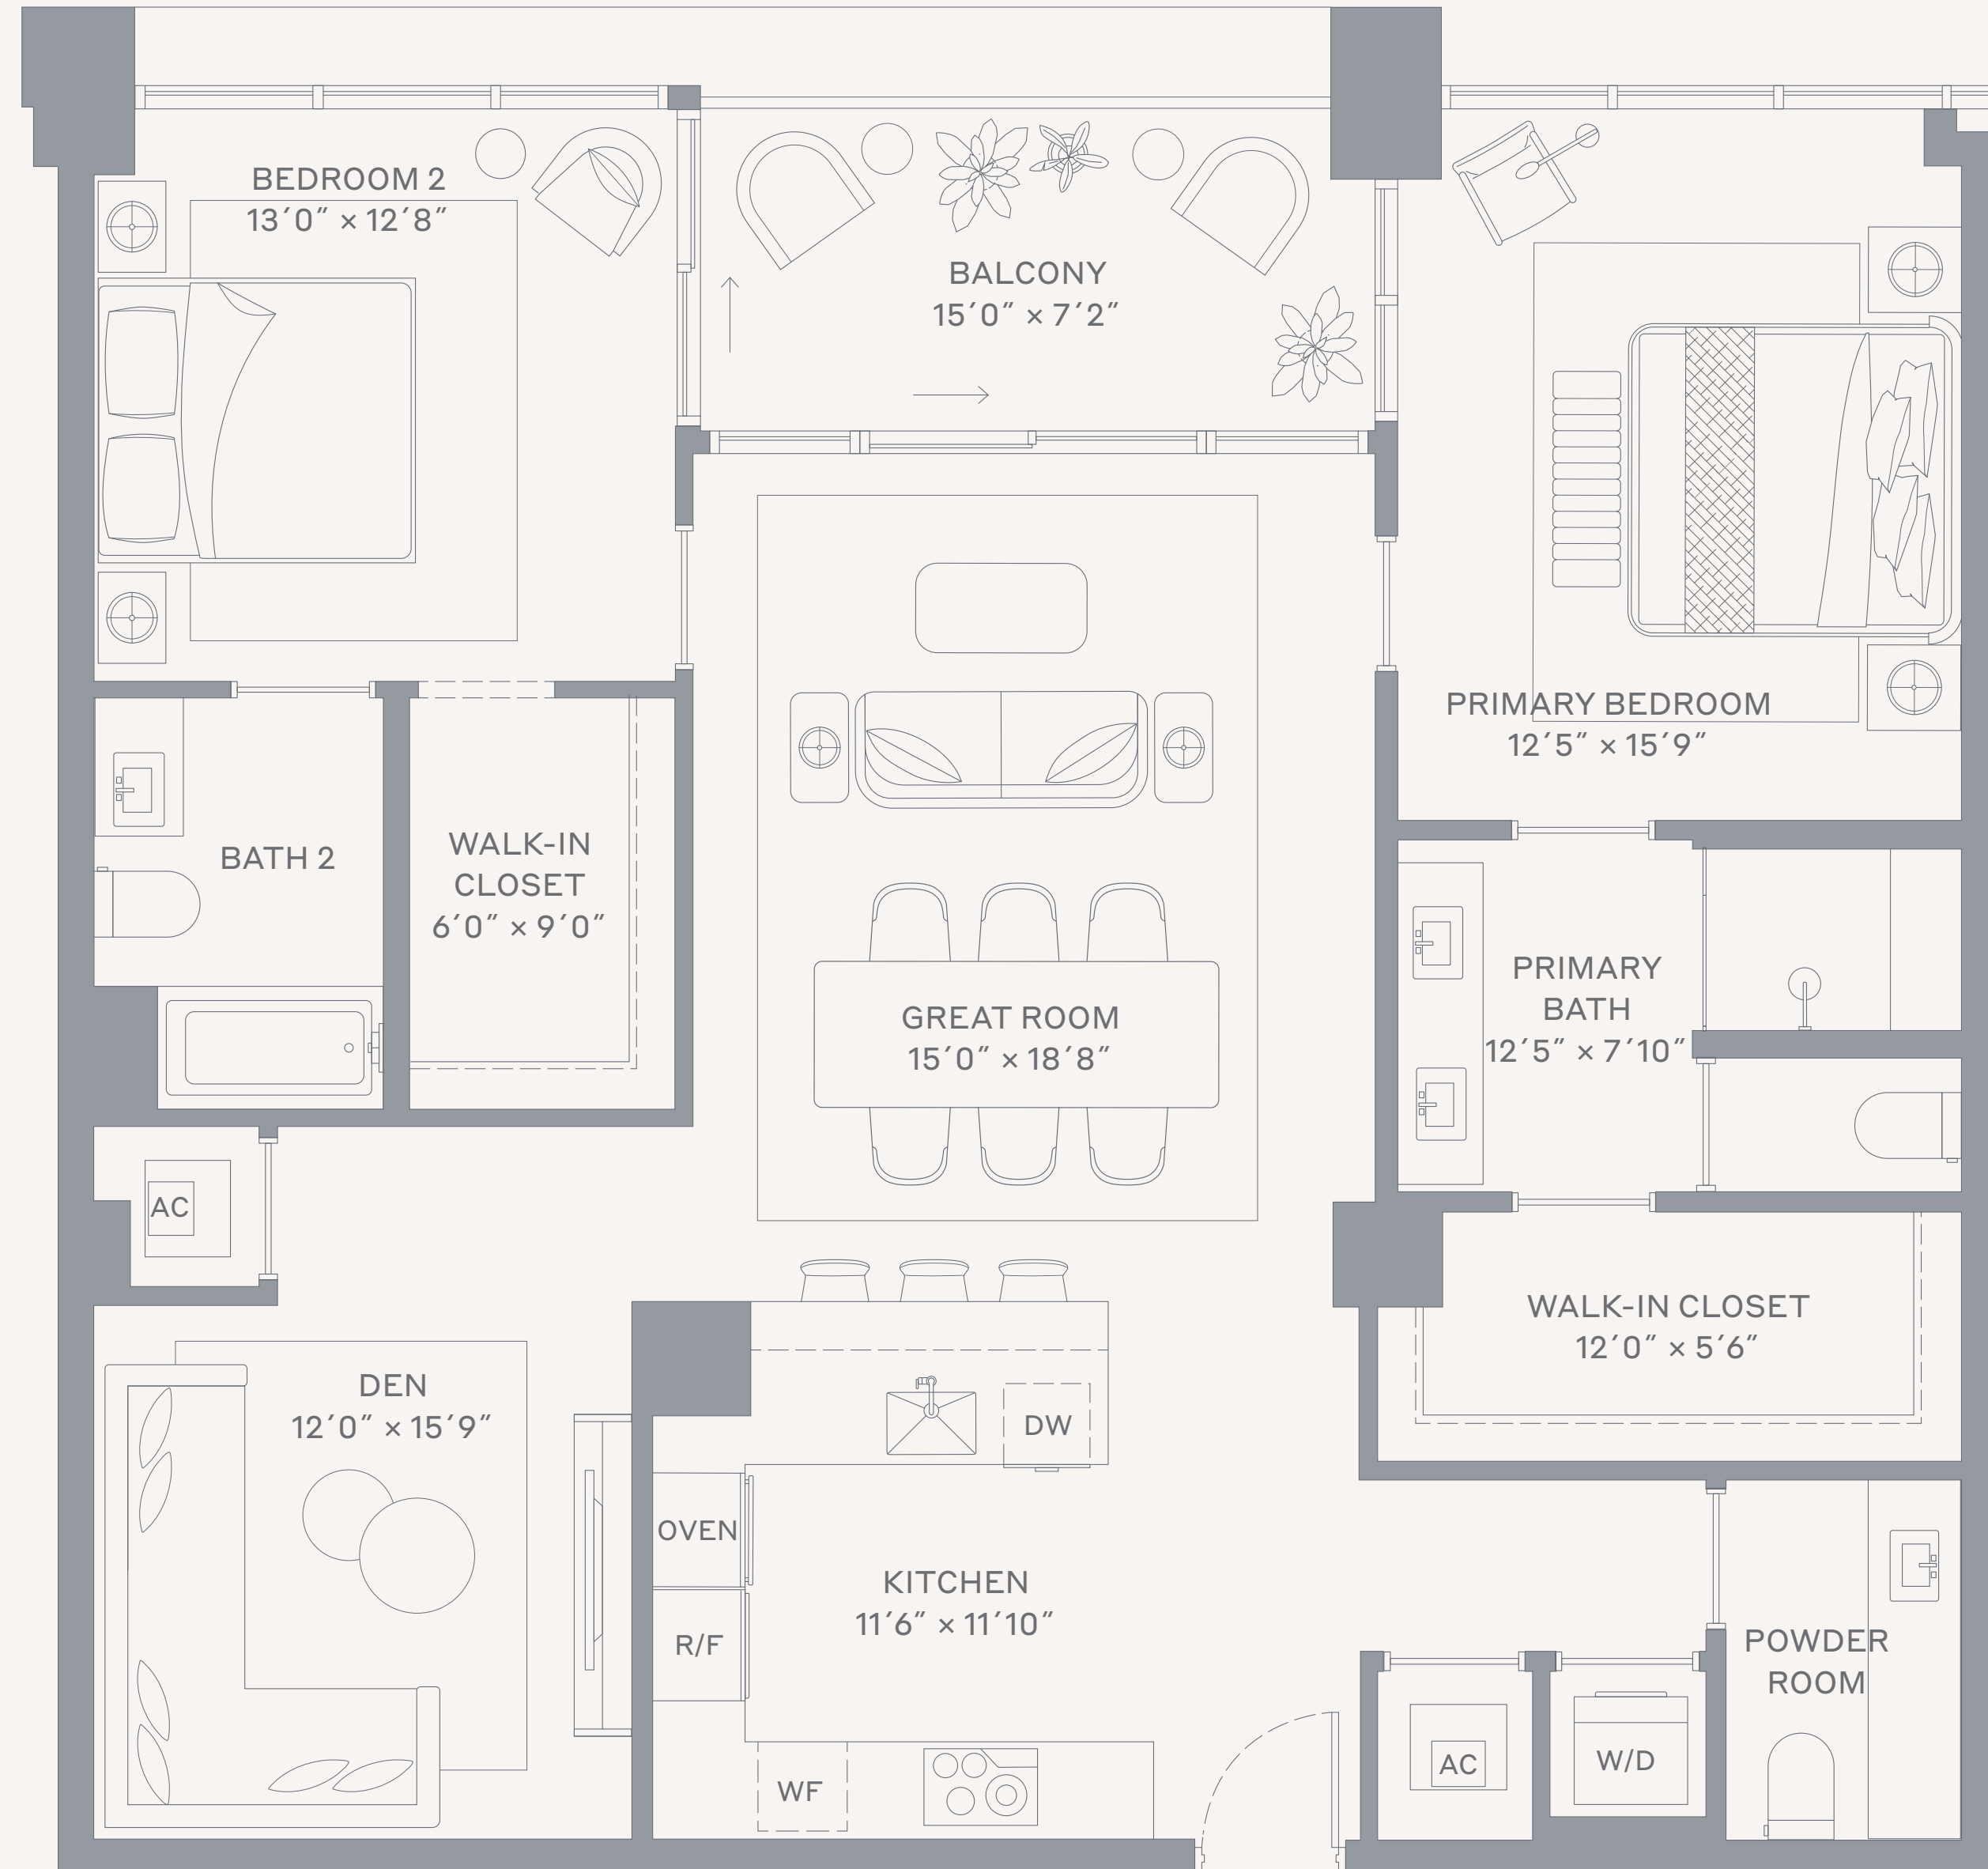 BEDROOM 2
13′0″ × 12′8″
BALCONY
15′0″ × 7′2″
PRIMARY BEDROOM
12′5″ × 15′9″
BATH 2
WALK-IN
CLOSET
6′0″ × 9′0″
GREAT ROOM
15′0″ × 18′8″
PRIMARY
BATH
12′5″ × 7′10″
AC
WALK-IN CLOSET
12′0″ × 5′6″
DEN
12′0″ × 15′9″
DW
OVEN
R/F
KITCHEN
11′6″ × 11′10″
POWDER
ROOM
WF
AC
W/D